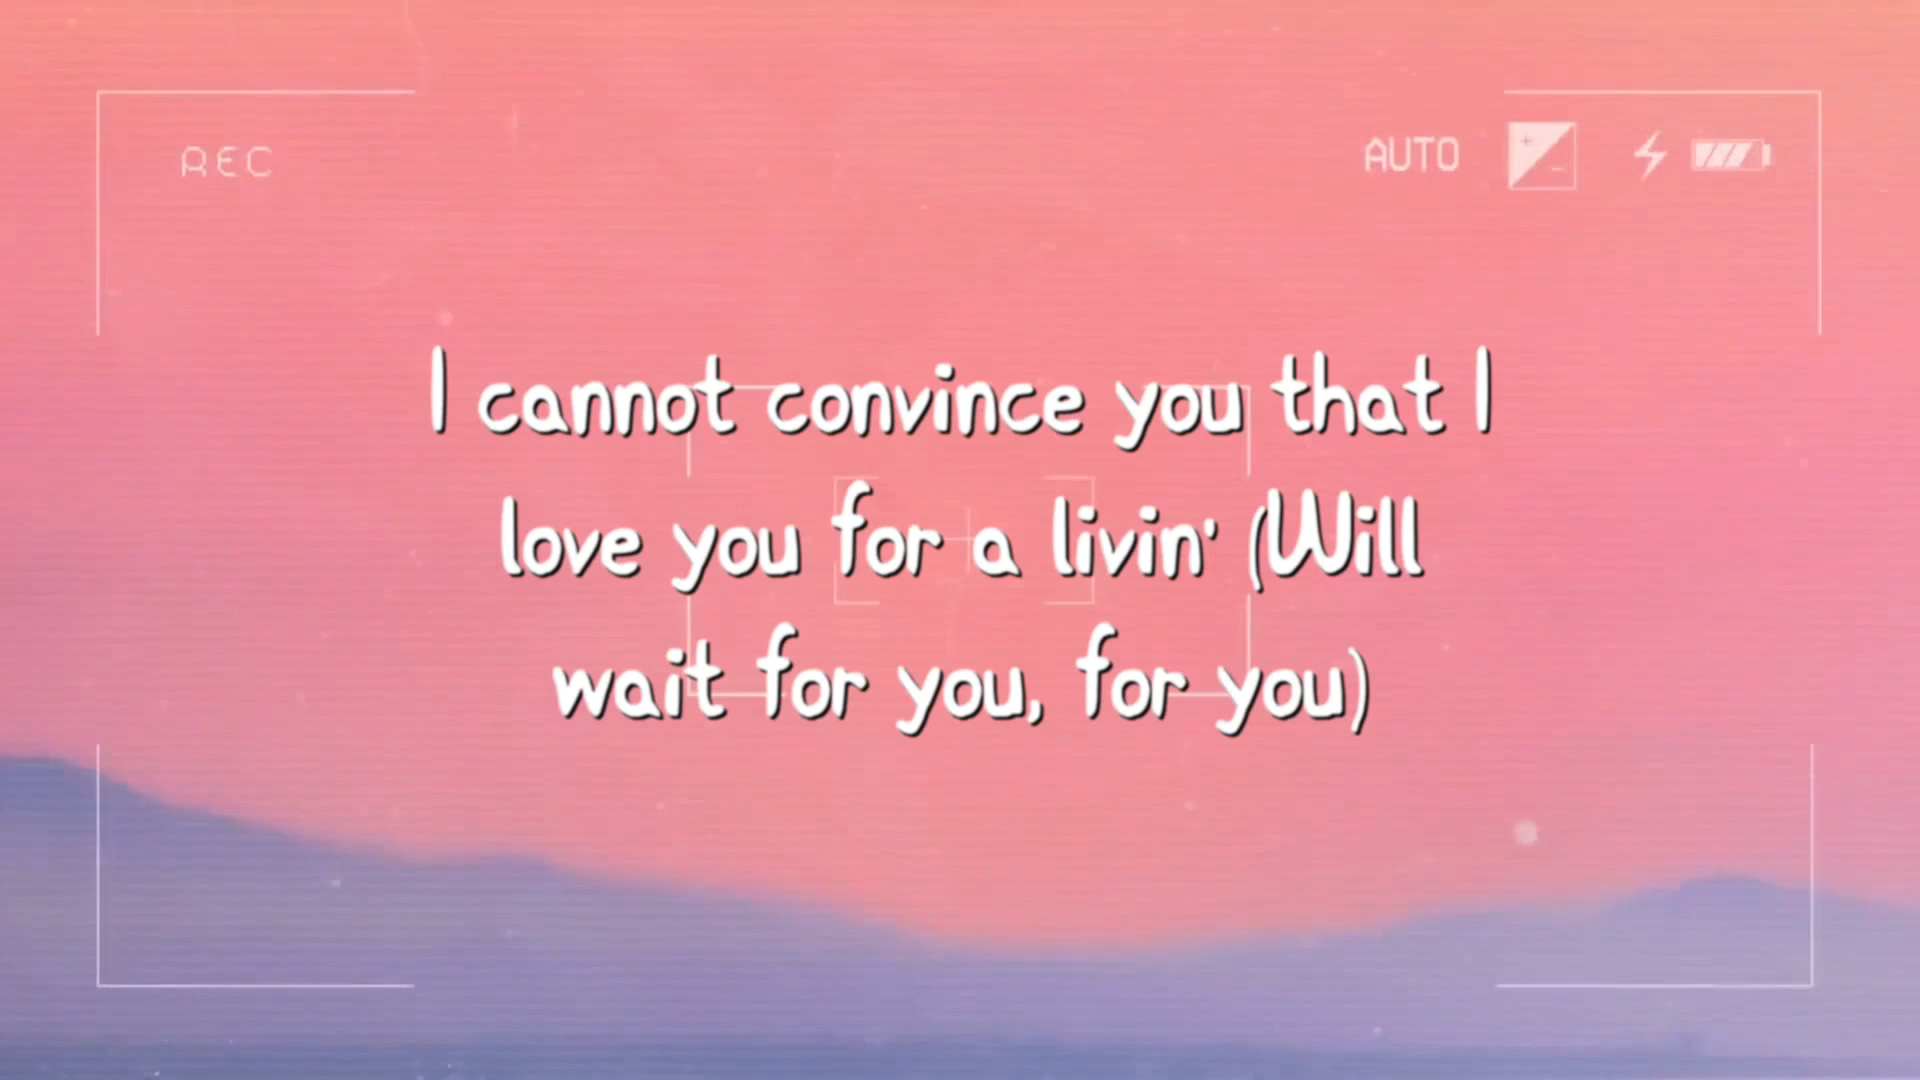 REC
AUTO
I cannot convince you that I
love you for a livin' (Will
wait for you, for you)